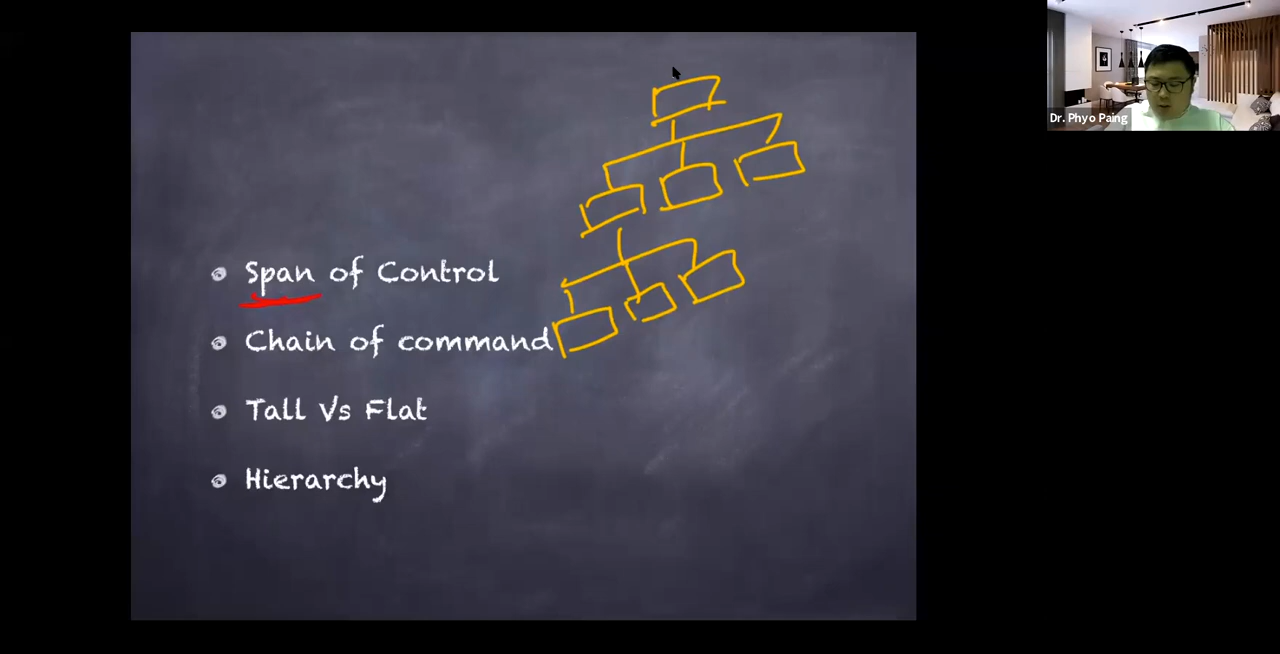 Dr. Phyo Paing
Span of Control
Chain of command
Tall Vs Flat
Hierarchy